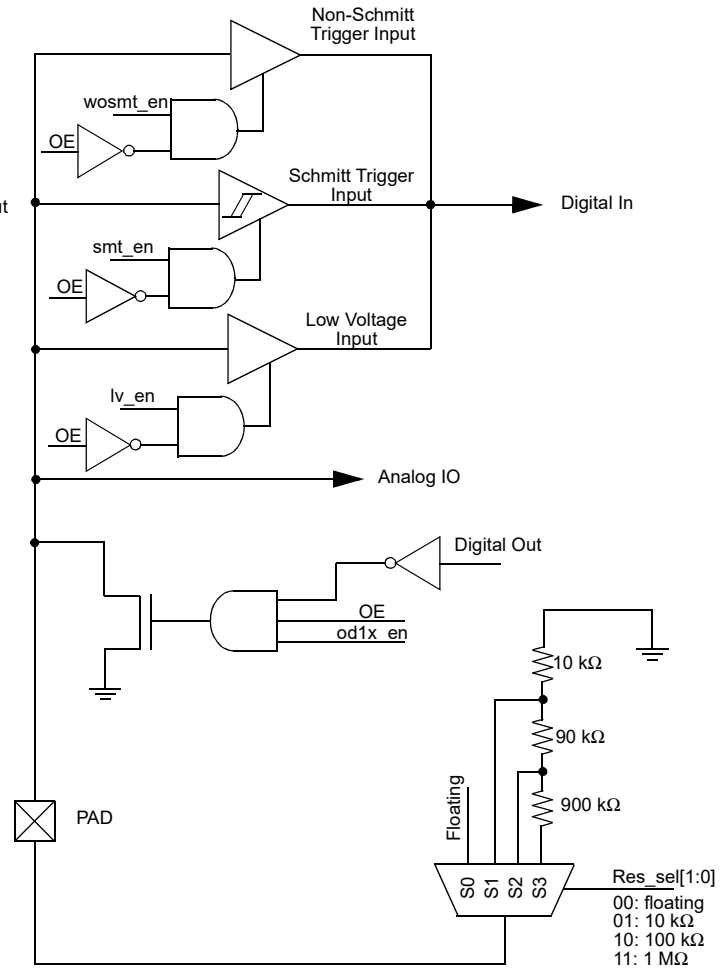 Non-Schmitt
Trigger Input
wosmt_en
OE
Schmitt Trigger
Input
Digital In
smt_en
OE
Low Voltage
Input
lv_en
OE
Analog IO
Digital Out
OE
od1x_en
10 kΩ
90 kΩ
900 kΩ
Floating
PAD
S0
S1
S2
S3
Res_sel[1:0]
00: floating
01: 10 kΩ
10: 100 kΩ
11: 1 MΩ